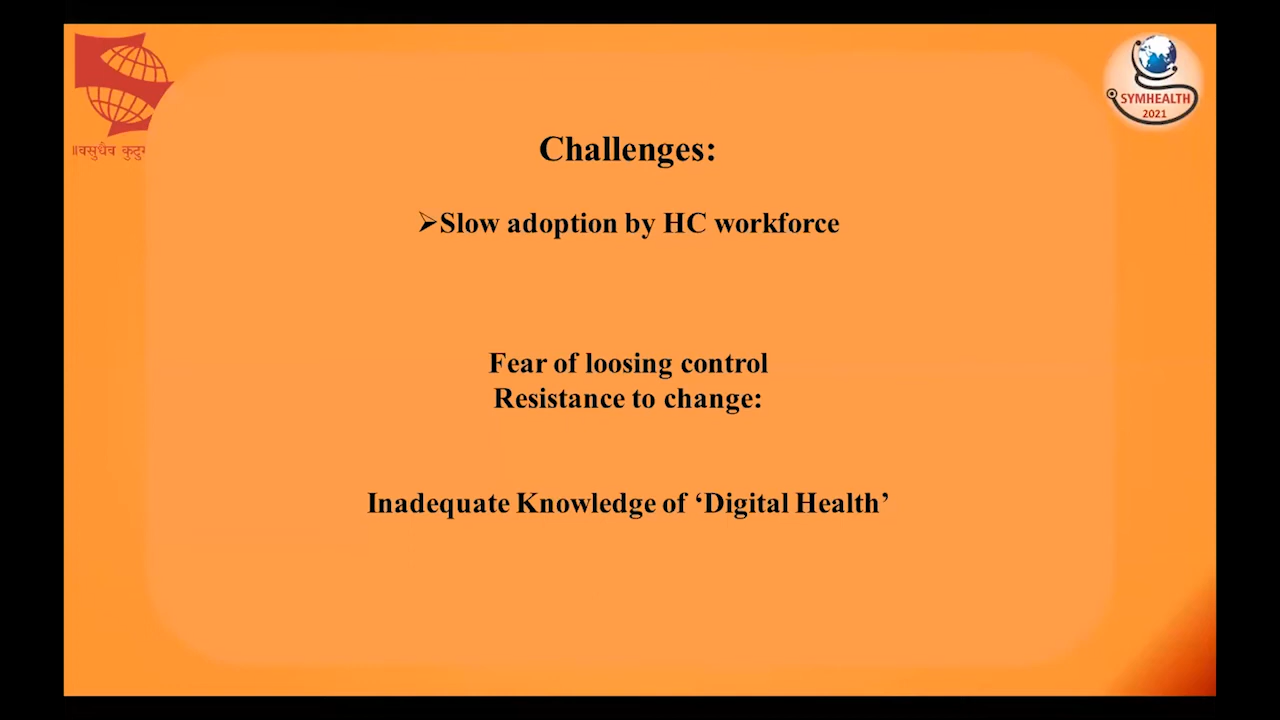 ॥वसुधैव
SYMHEALTH
2021
Challenges:
➢Slow adoption by HC workforce
Fear of loosing control
Resistance to change:
Inadequate Knowledge of ‘Digital Health’